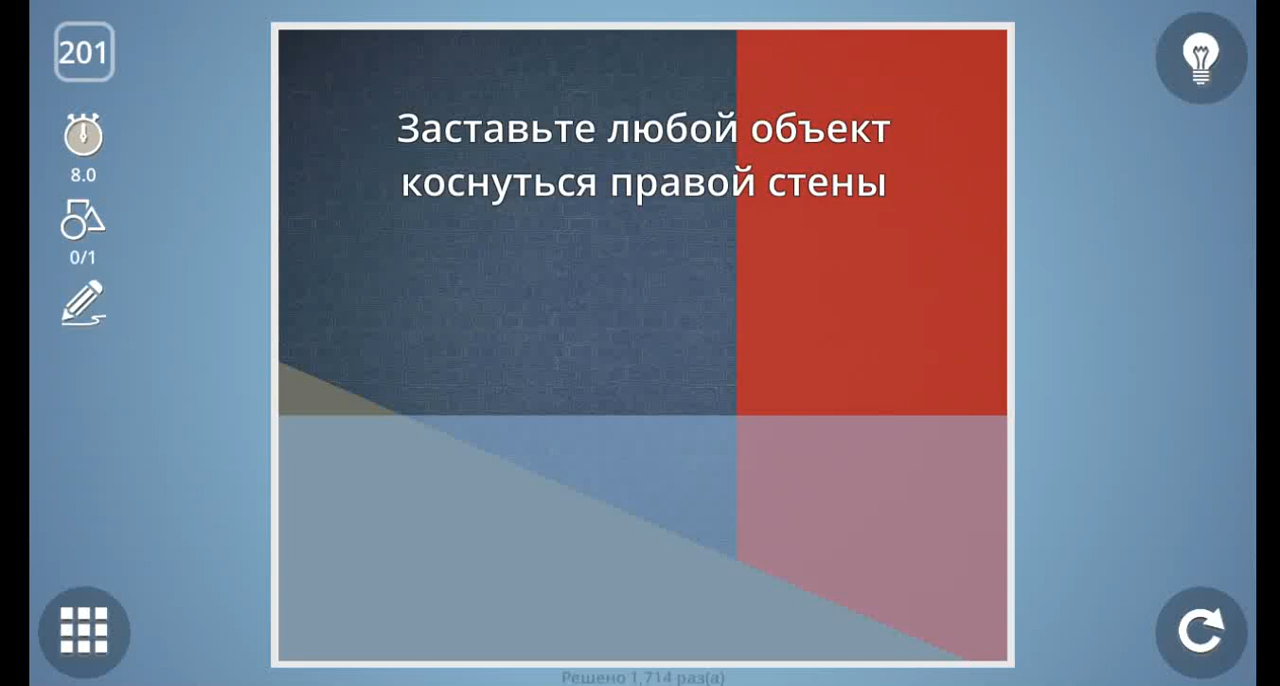 201
Заставьте любой объект
коснуться правой стены
8.0
0/1
Решено 1,714 раз(а)